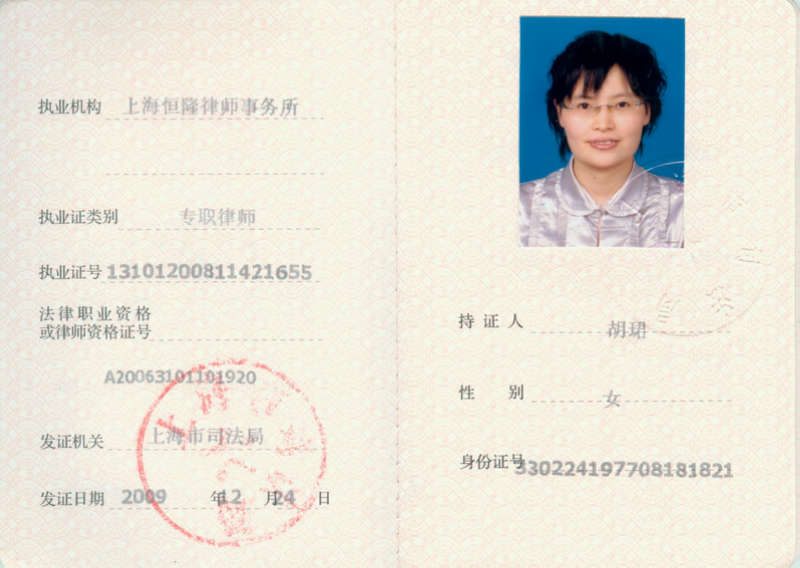 执业机构 上海恒隆律师事务所
执业证类别 专职律师
执业证号 13101200811421655
法律职业资格
或律师资格证号
A20063101101920
发证机关 上海市司法局
发证日期 2009 年 12 月 24 日
持证人 胡珺
性别 女
身份证号 330224197708181821